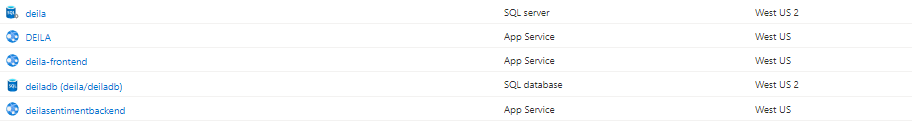 deila SQL server West US 2
DEILA App Service West US
deila-frontend App Service West US
deiladb (deila/deiladb) SQL database West US 2
deilasentimentbackend App Service West US